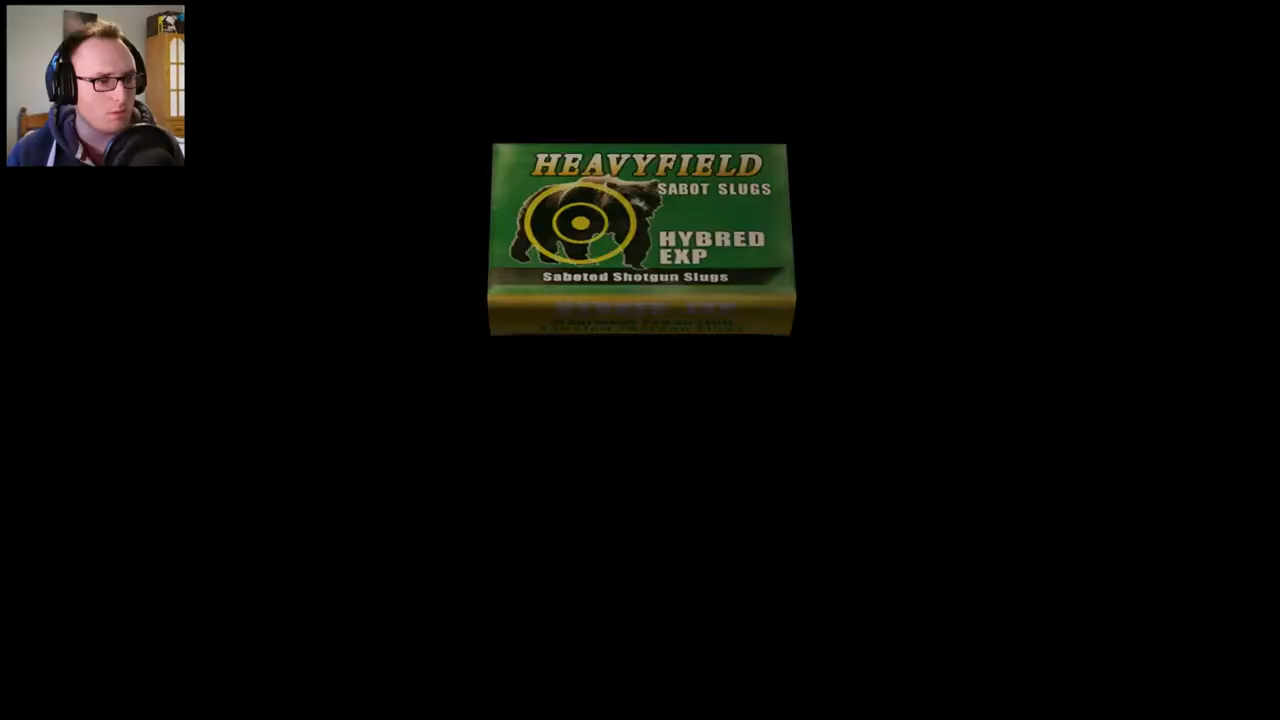 HEAVYFIELD
SABOT SLUGS
HYBRED
EXP
Saboted Shotgun Slugs